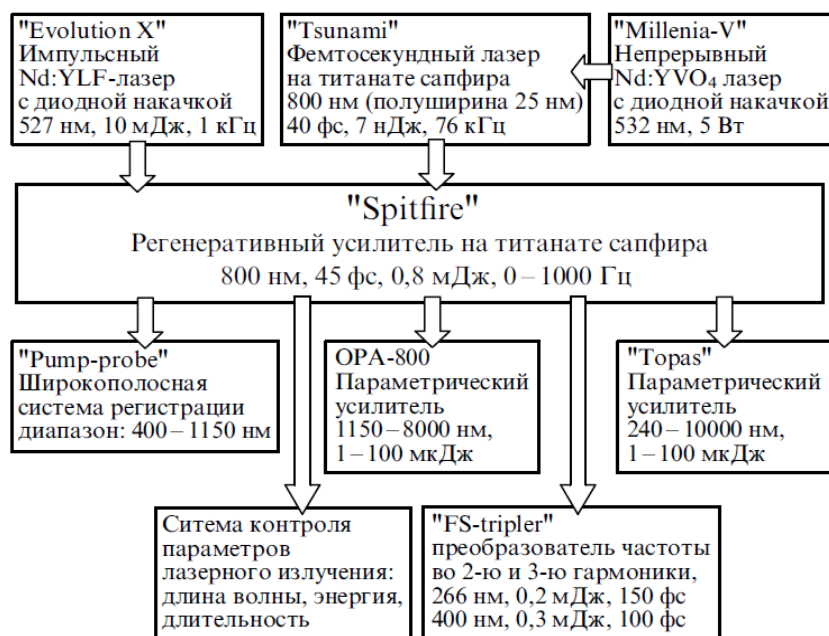 "Evolution X"
Импульсный
Nd:YLF-лазер
с диодной накачкой
527 нм, 10 мДж, 1 кГц
"Tsunami"
Фемтосекундный лазер
на титанате сапфира
800 нм (полуширина 25 нм)
40 фс, 7 нДж, 76 кГц
"Millenia-V"
Непрерывный
Nd:YVO₄ лазер
с диодной накачкой
532 нм, 5 Вт
"Spitfire"
Регенеративный усилитель на титанате сапфира
800 нм, 45 фс, 0,8 мДж, 0–1000 Гц
"Pump-probe"
Широкополосная
система регистрации
диапазон: 400–1150 нм
OPA-800
Параметрический
усилитель
1150–8000 нм,
1–100 мкДж
"Topas"
Параметрический
усилитель
240–10000 нм,
1–100 мкДж
Ситема контроля
параметров
лазерного излучения:
длина волны, энергия,
длительность
"FS-tripler"
преобразователь частоты
во 2-ю и 3-ю гармоники,
266 нм, 0,2 мДж, 150 фс
400 нм, 0,3 мДж, 100 фс